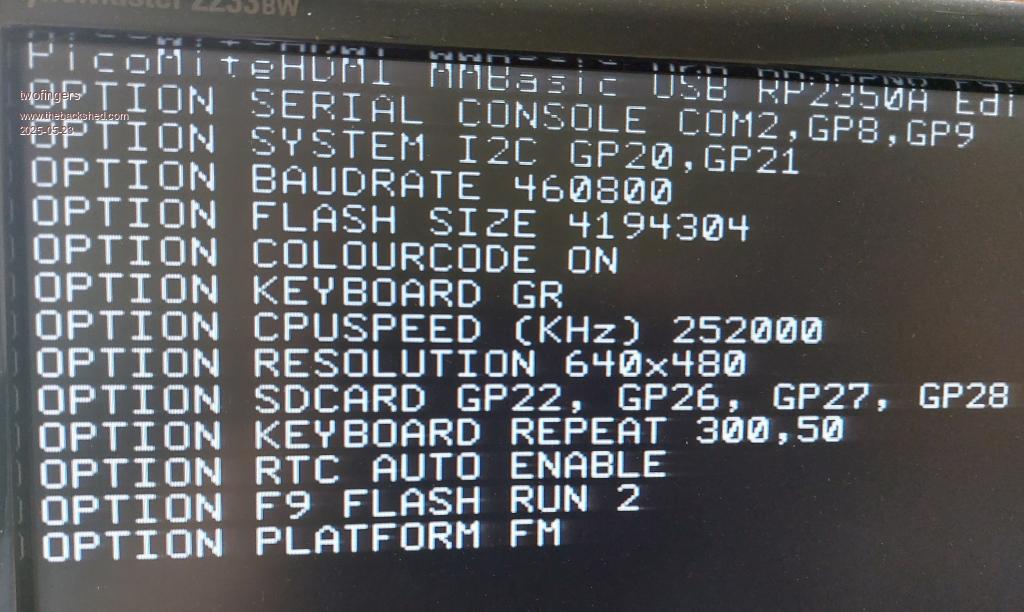 2233BW
PicoMiteHDMI MMBasic USB RP2350A Edi
OPTION SERIAL CONSOLE COM2,GP8,GP9
OPTION SYSTEM I2C GP20,GP21
OPTION BAUDRATE 460800
OPTION FLASH SIZE 4194304
OPTION COLOURCODE ON
OPTION KEYBOARD GR
OPTION CPUSPEED (KHz) 252000
OPTION RESOLUTION 640x480
OPTION SDCARD GP22, GP26, GP27, GP28
OPTION KEYBOARD REPEAT 300,50
OPTION RTC AUTO ENABLE
OPTION F9 FLASH RUN 2
OPTION PLATFORM FM
twofingers
www.thebackshed.com
2025-05-23